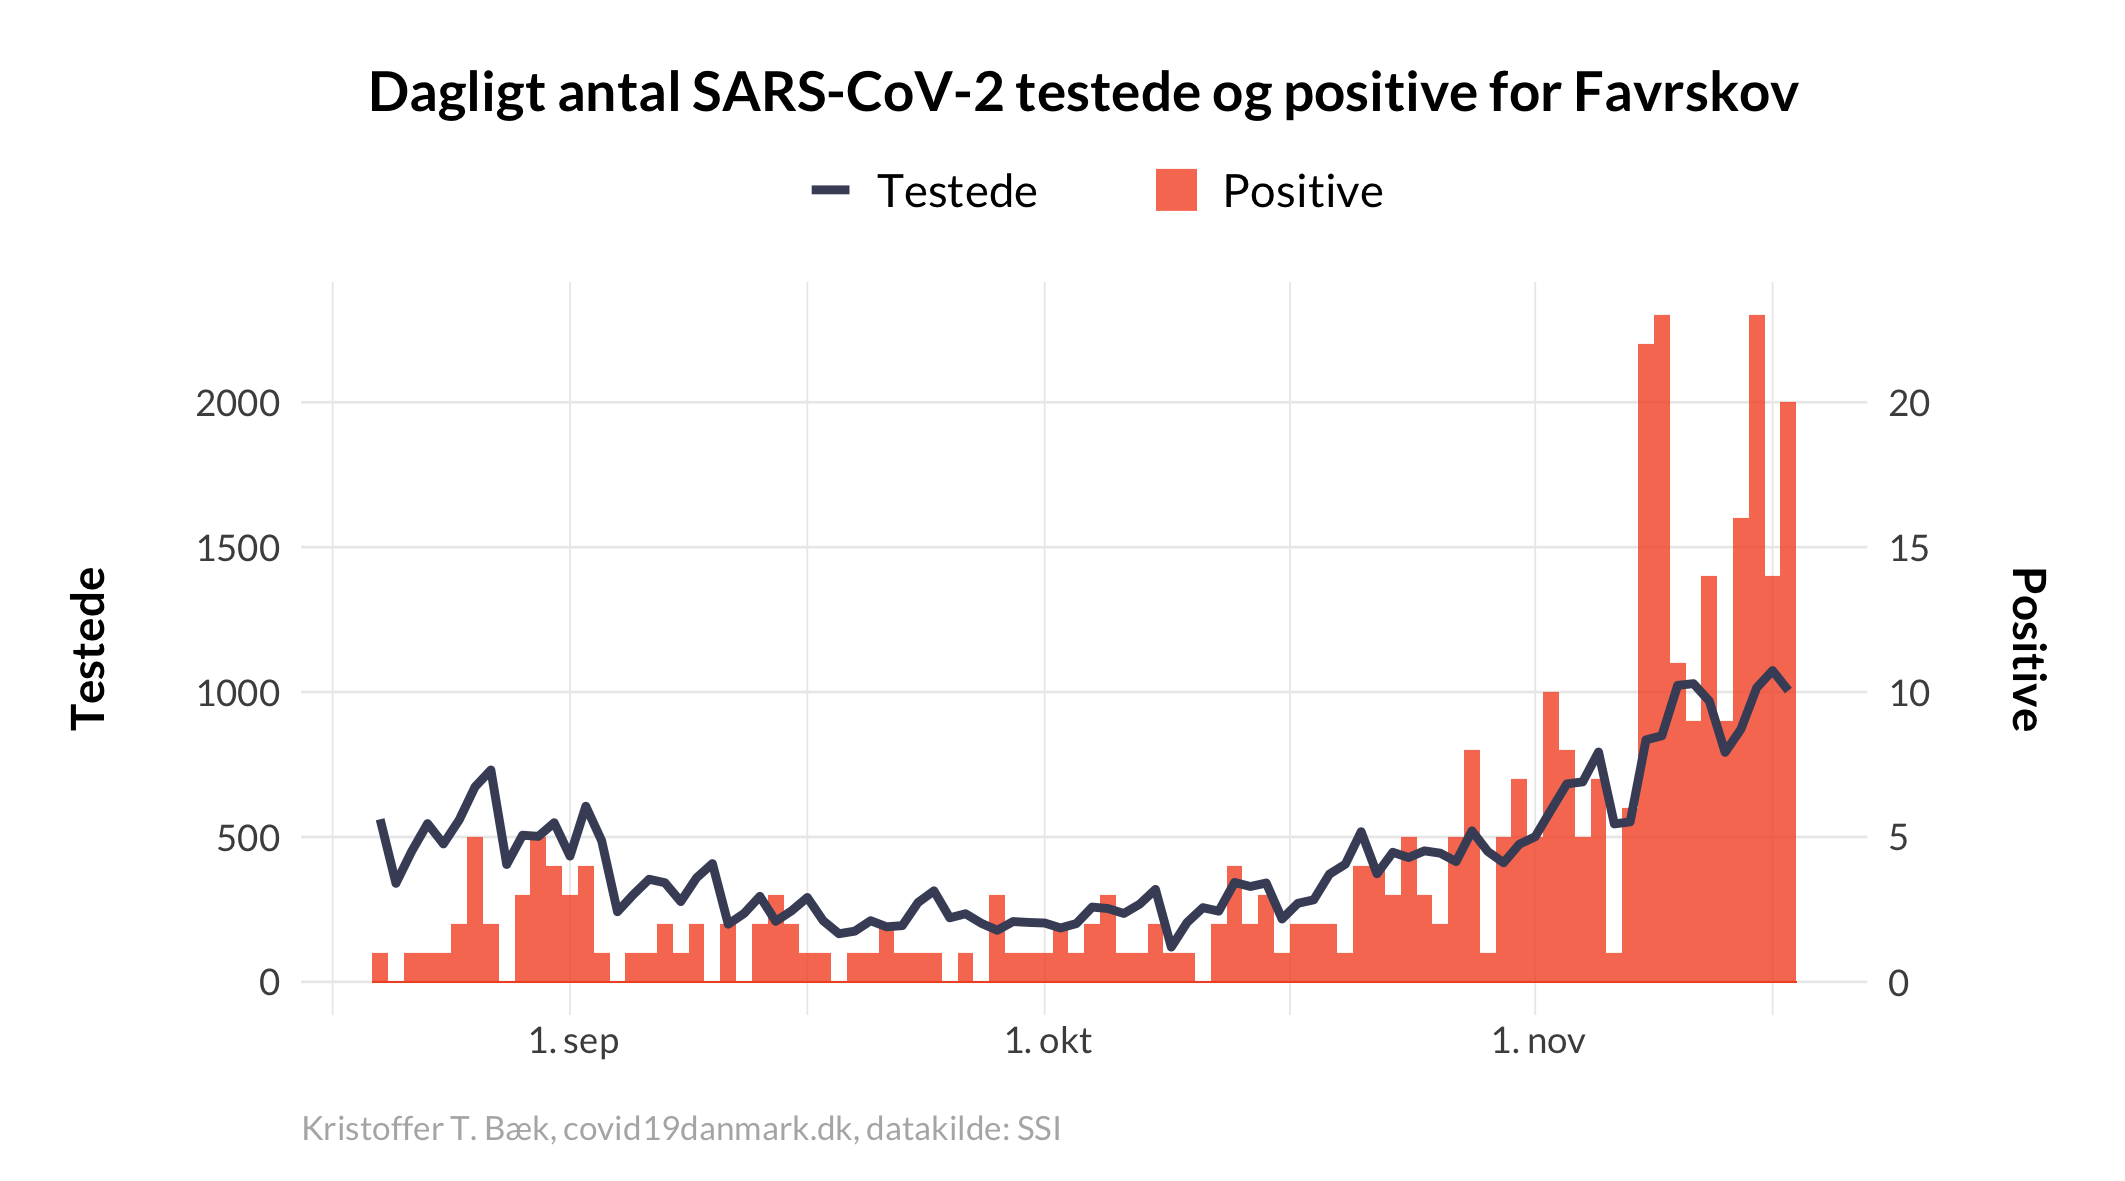 Dagligt antal SARS-CoV-2 testede og positive for Favrskov
Testede
Positive
2000
1500
1000
500
0
20
15
10
5
0
Testede
Positive
1. sep
1. okt
1. nov
Kristoffer T. Bæk, covid19danmark.dk, datakilde: SSI